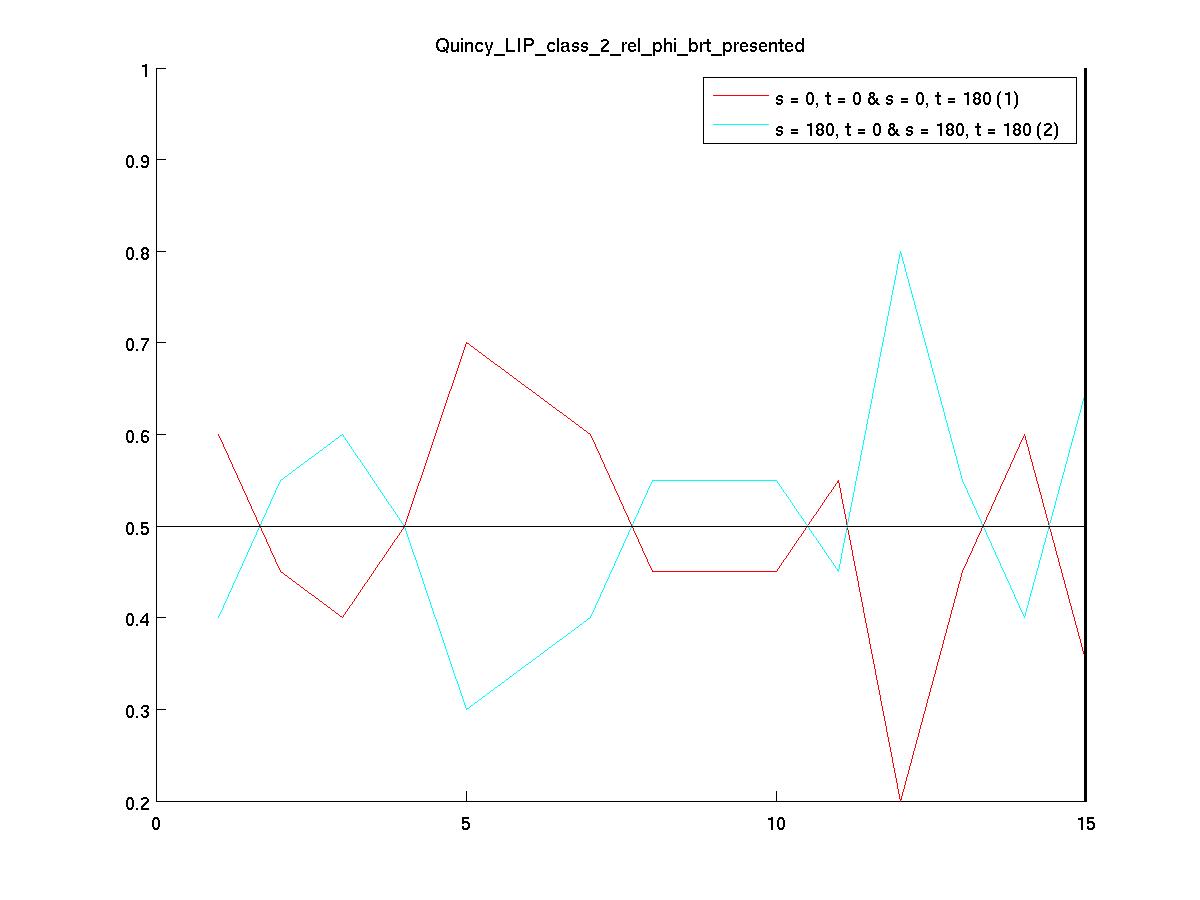 Quincy_LIP_class_2_rel_phi_brt_presented
s = 0, t = 0 & s = 0, t = 180 (1)
s = 180, t = 0 & s = 180, t = 180 (2)
1
0.9
0.8
0.7
0.6
0.5
0.4
0.3
0.2
0 5 10 15